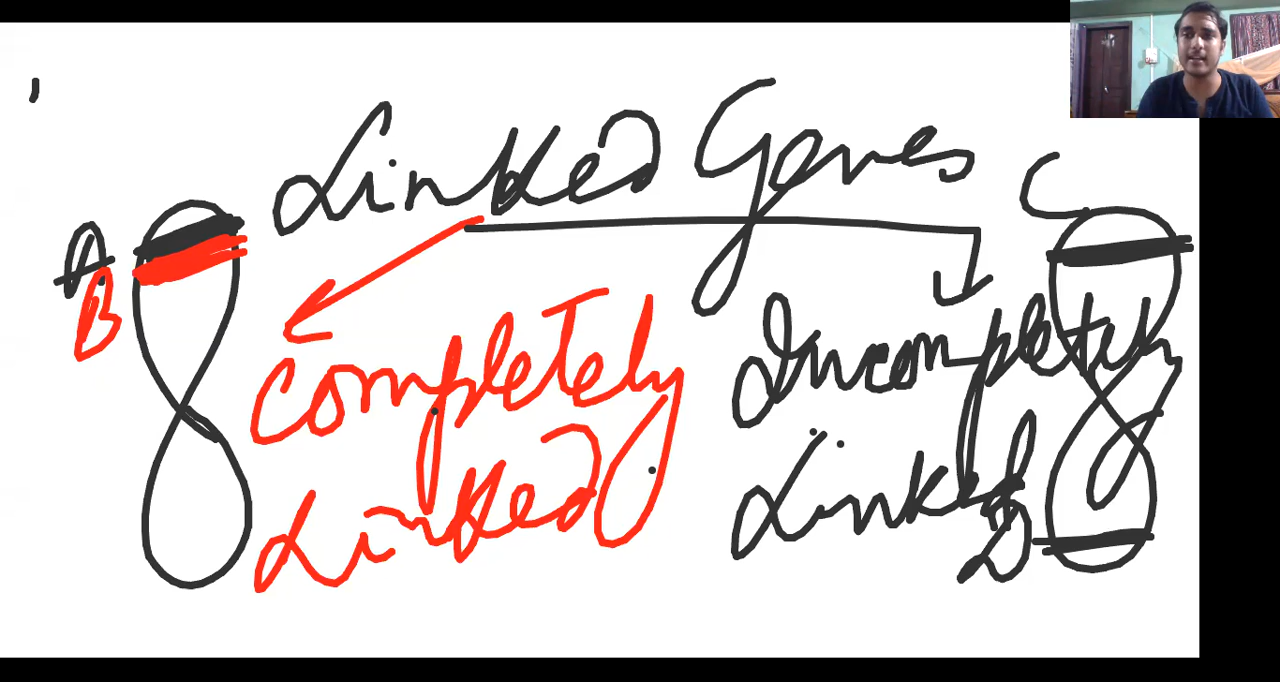 Linked Genes
A
B
C
Completely
Linked
Incompletely
Linked
D